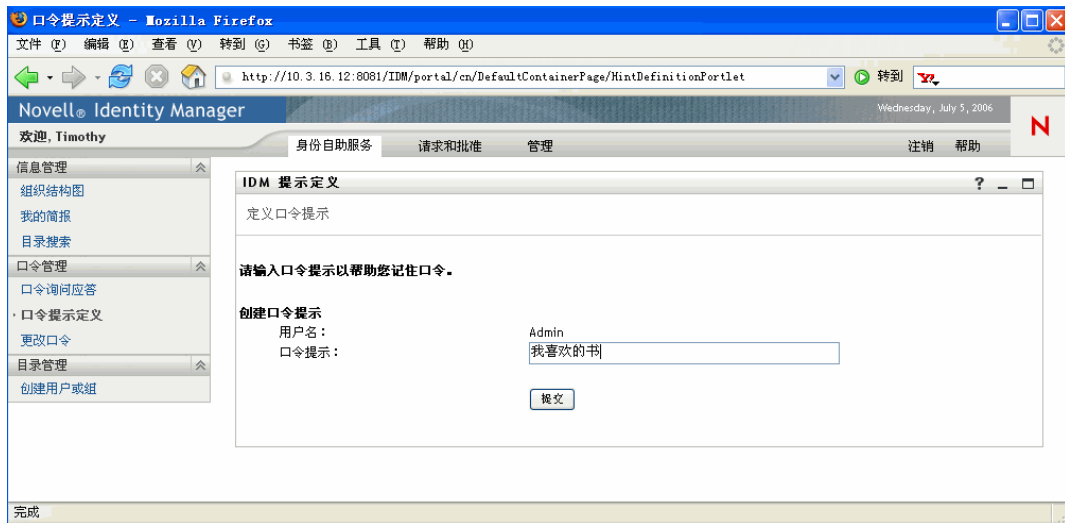 口令提示定义 - Mozilla Firefox
文件 (F) 编辑 (E) 查看 (V) 转到 (G) 书签 (B) 工具 (T) 帮助 (H)
http://10.3.16.12:8081/IDM/portal/cn/DefaultContainerPage/HintDefinitionPortlet 转到 Y!
Novell® Identity Manager Wednesday, July 5, 2006
N
欢迎, Timothy 身份自助服务 请求和批准 管理 注销 帮助
信息管理
组织结构图
我的简报
目录搜索
口令管理
口令询问应答
· 口令提示定义
更改口令
目录管理
创建用户或组
IDM 提示定义 ?
定义口令提示
请输入口令提示以帮助您记住口令。
创建口令提示
用户名： Admin
口令提示： 我喜欢的书
提交
完成